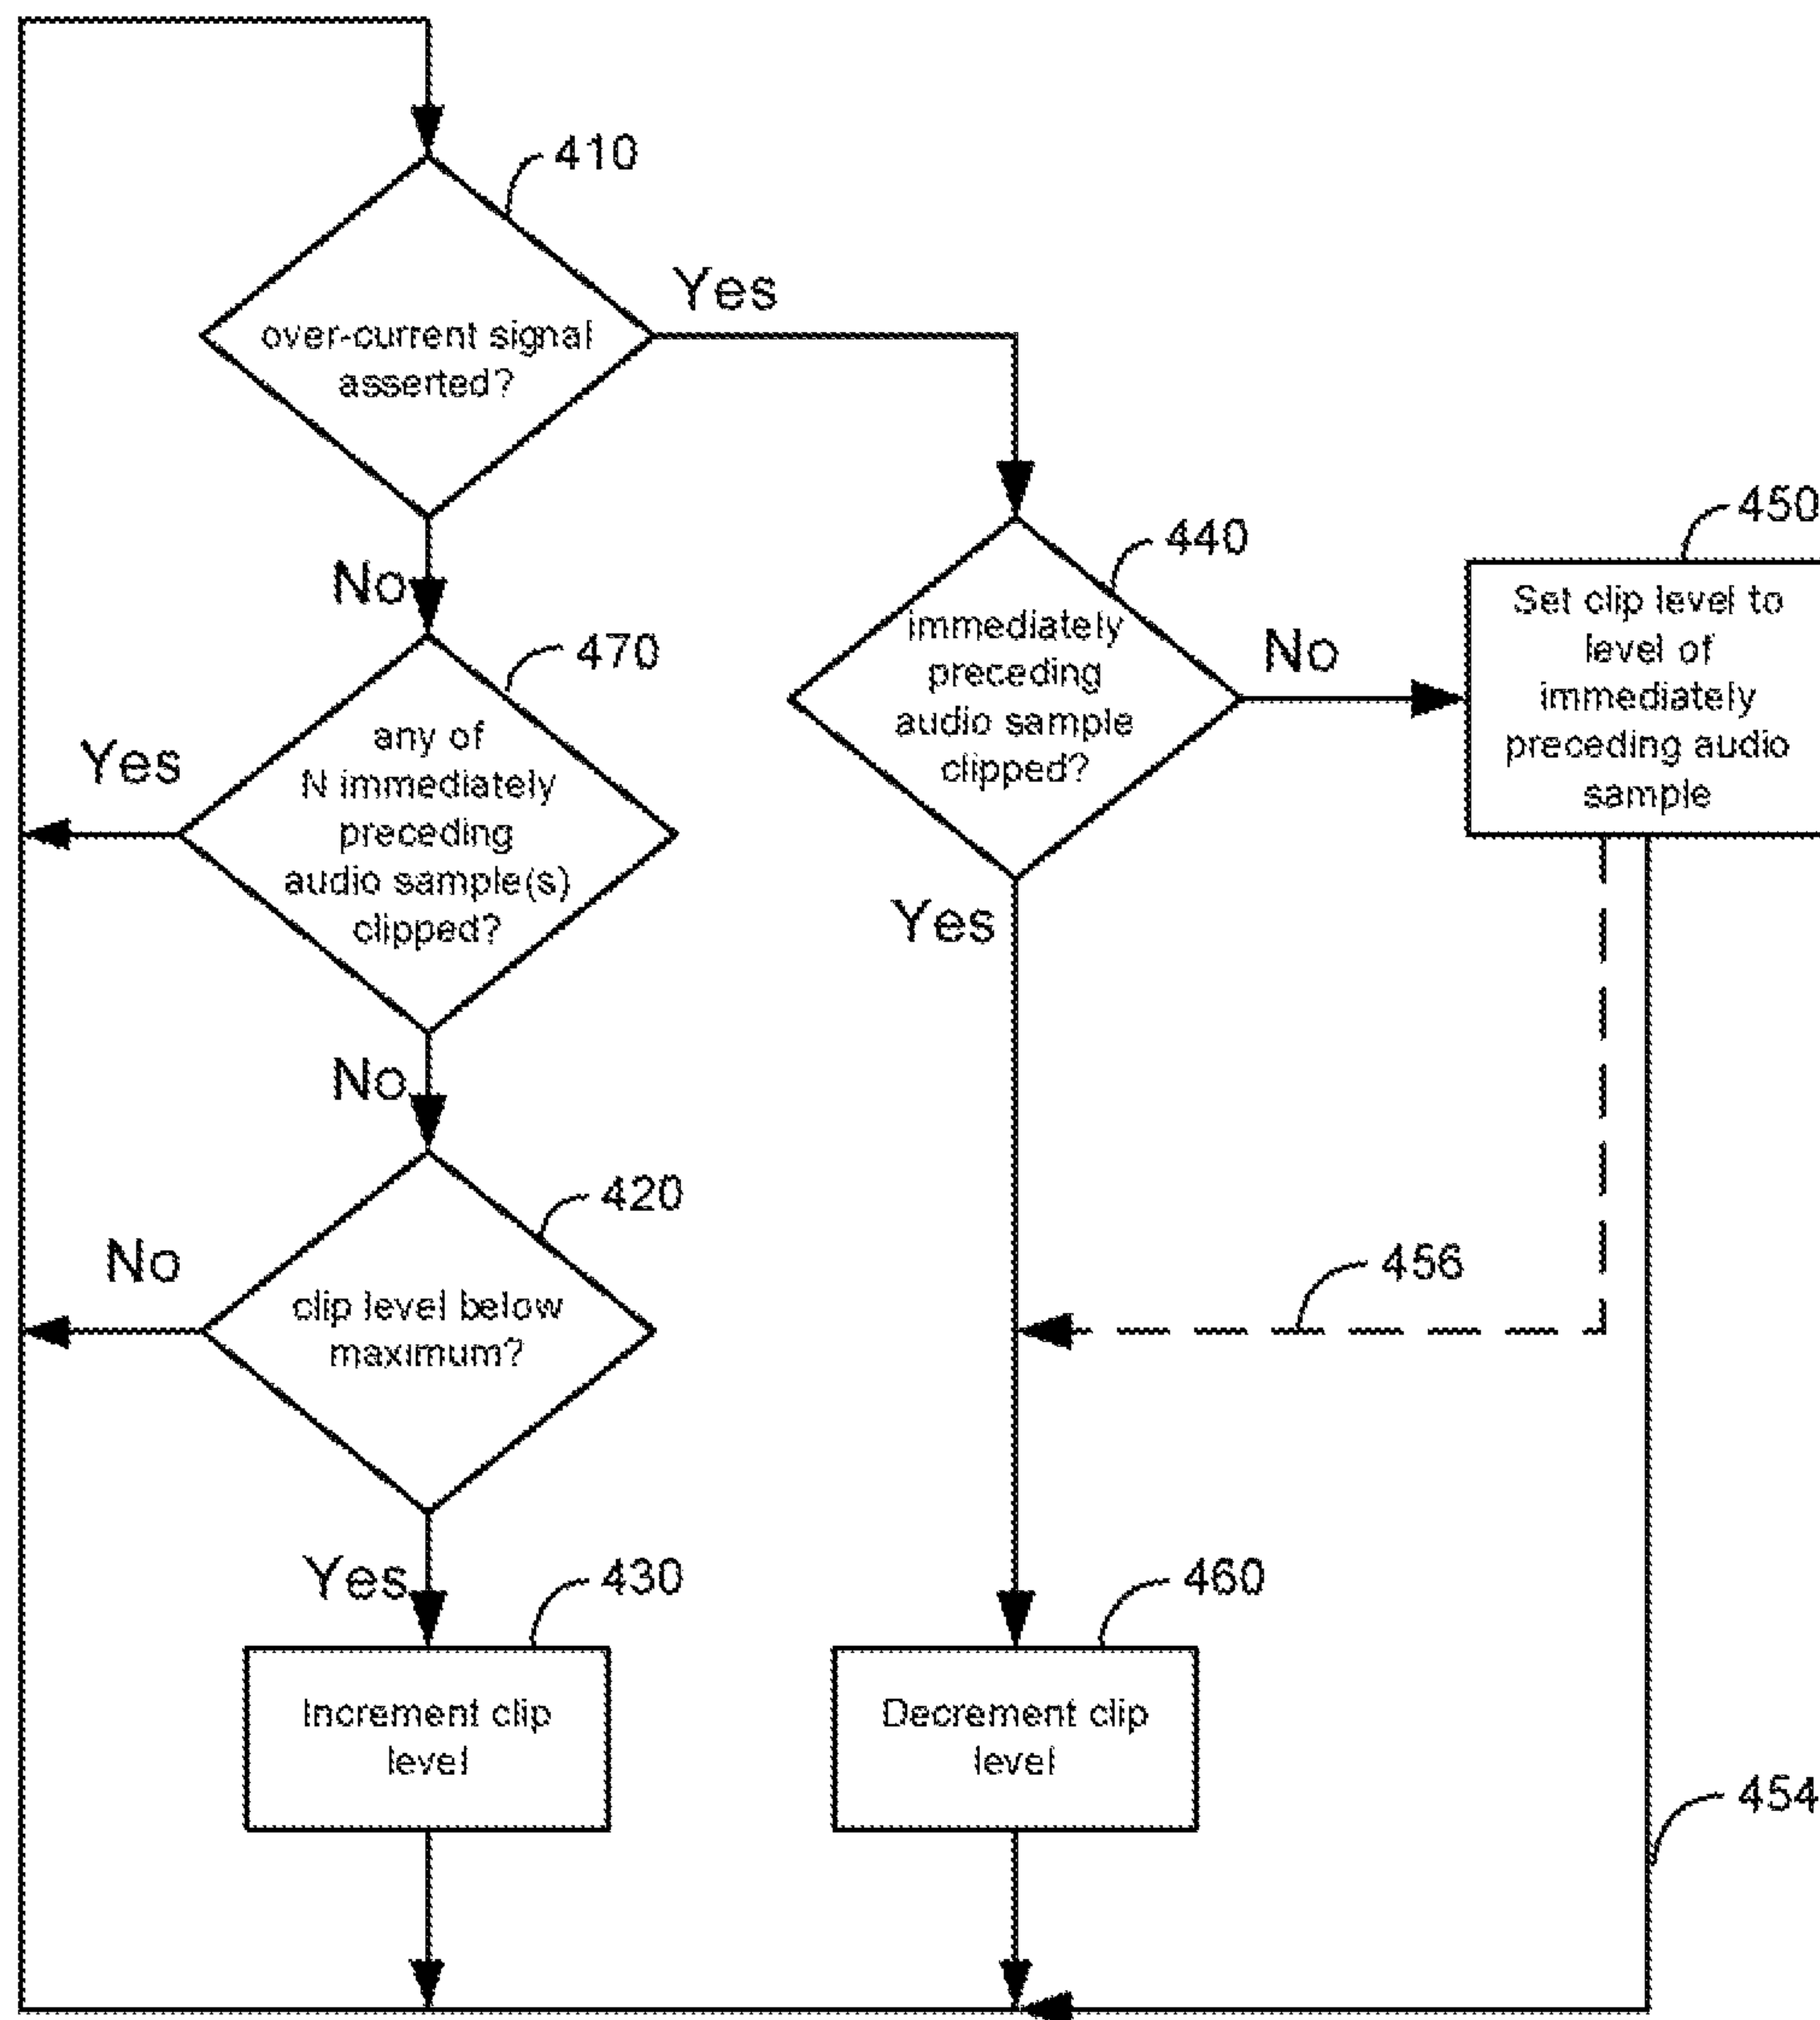 410
over-current signal
asserted?
Yes
No
440
immediately
preceding
audio sample
clipped?
No
450
Set clip level to
level of
immediately
preceding audio
sample
470
any of
N immediately
preceding
audio sample(s)
clipped?
Yes
No
Yes
420
clip level below
maximum?
No
Yes
456
430
Increment clip
level
460
Decrement clip
level
454